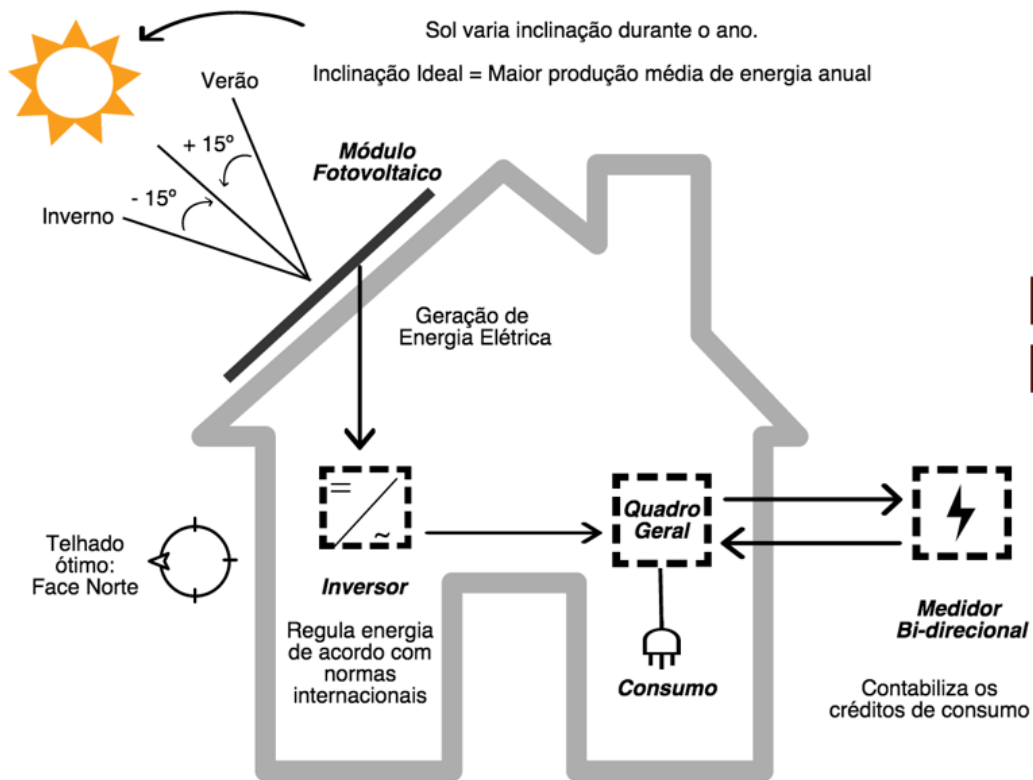 Sol varia inclinação durante o ano.
Inclinação Ideal = Maior produção média de energia anual
Verão
+ 15º
- 15º
Inverno
Módulo
Fotovoltaico
Geração de
Energia Elétrica
Telhado
ótimo:
Face Norte
=
~
Inversor
Regula energia
de acordo com
normas
internacionais
Quadro
Geral
Consumo
Medidor
Bi-direcional
Contabiliza os
créditos de consumo